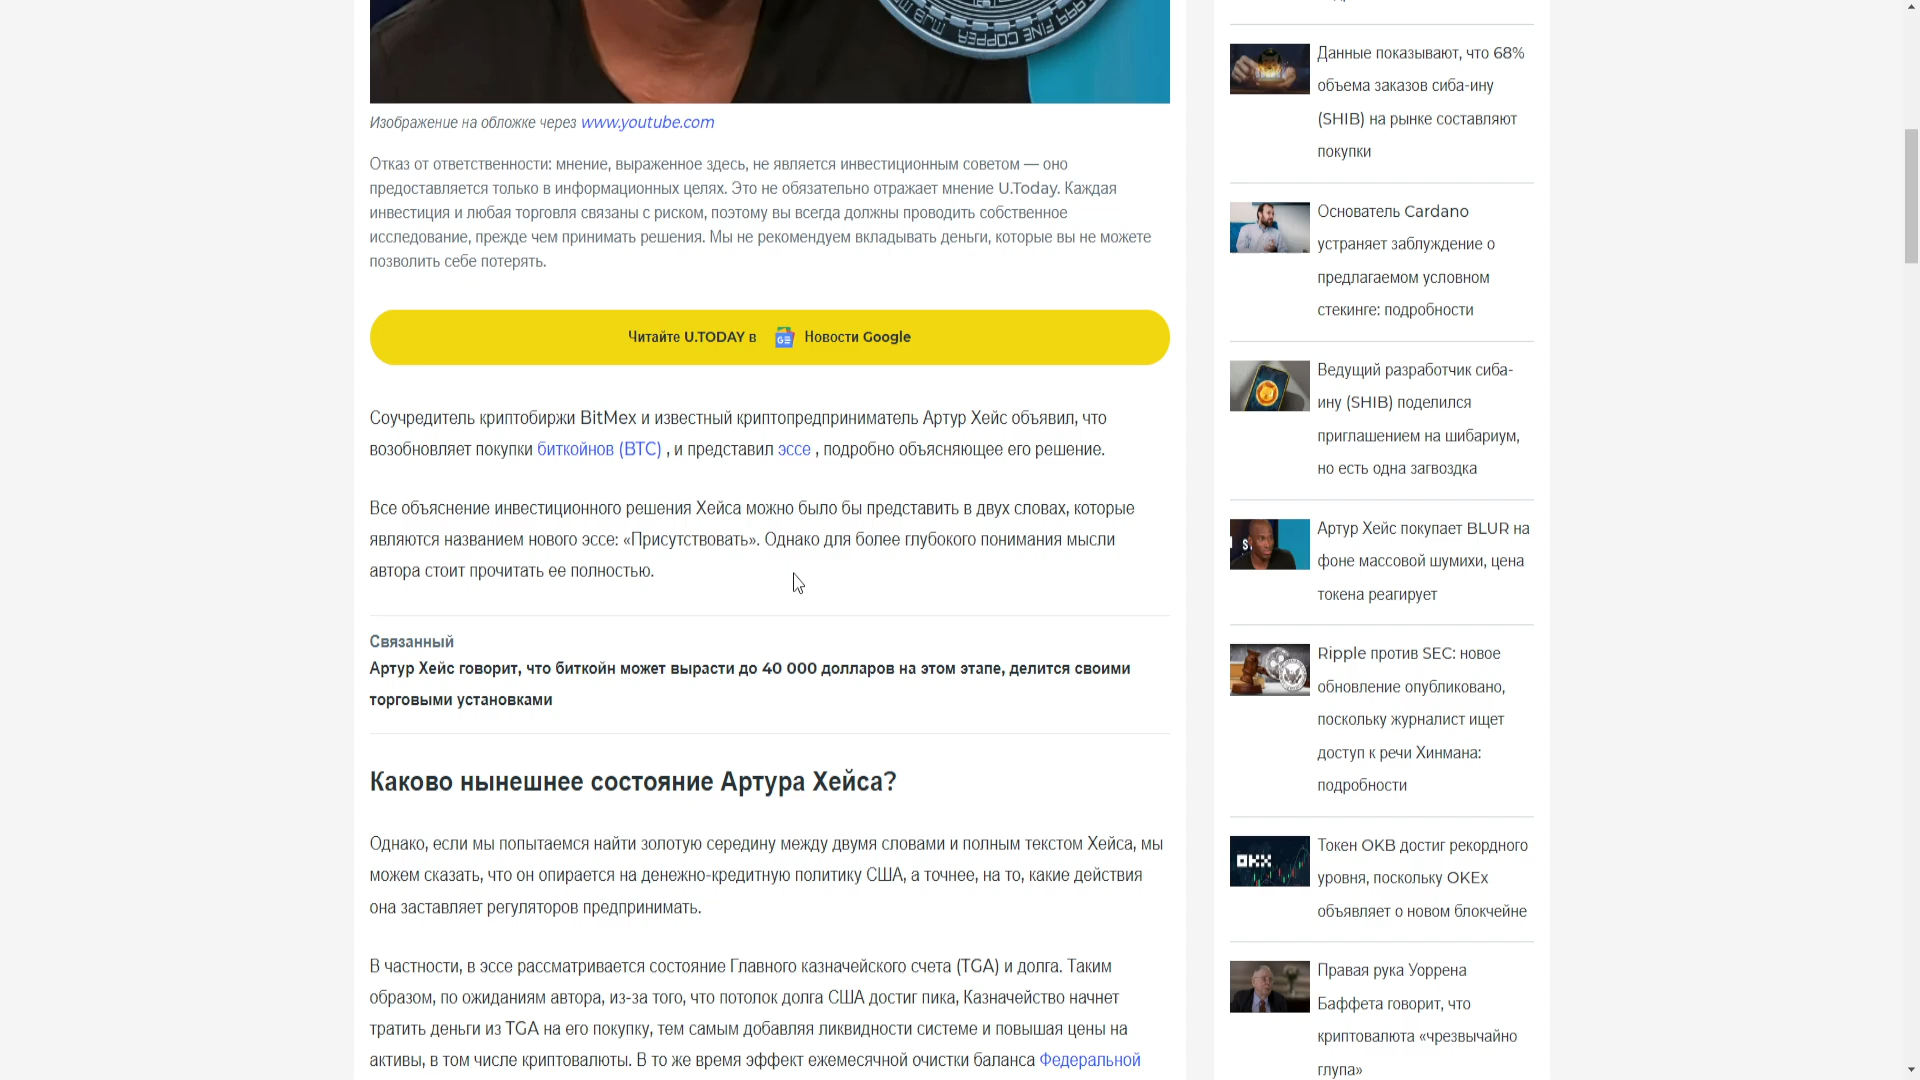 999 FINE COPPER
MJB
Изображение на обложке через www.youtube.com
Отказ от ответственности: мнение, выраженное здесь, не является инвестиционным советом — оно
предоставляется только в информационных целях. Это не обязательно отражает мнение U.Today. Каждая
инвестиция и любая торговля связаны с риском, поэтому вы всегда должны проводить собственное
исследование, прежде чем принимать решения. Мы не рекомендуем вкладывать деньги, которые вы не можете
позволить себе потерять.
Читайте U.TODAY в GE Новости Google
Соучредитель криптобиржи BitMex и известный криптопредприниматель Артур Хейс объявил, что
возобновляет покупки биткойнов (BTC) , и представил эссе , подробно объясняющее его решение.
Все объяснение инвестиционного решения Хейса можно было бы представить в двух словах, которые
являются названием нового эссе: «Присутствовать». Однако для более глубокого понимания мысли
автора стоит прочитать ее полностью.
Связанный
Артур Хейс говорит, что биткойн может вырасти до 40 000 долларов на этом этапе, делится своими
торговыми установками
Каково нынешнее состояние Артура Хейса?
Однако, если мы попытаемся найти золотую середину между двумя словами и полным текстом Хейса, мы
можем сказать, что он опирается на денежно-кредитную политику США, а точнее, на то, какие действия
она заставляет регуляторов предпринимать.
В частности, в эссе рассматривается состояние Главного казначейского счета (TGA) и долга. Таким
образом, по ожиданиям автора, из-за того, что потолок долга США достиг пика, Казначейство начнет
тратить деньги из TGA на его покупку, тем самым добавляя ликвидности системе и повышая цены на
активы, в том числе криптовалюты. В то же время эффект ежемесячной очистки баланса Федеральной
Данные показывают, что 68%
объема заказов сиба-ину
(SHIB) на рынке составляют
покупки
Основатель Cardano
устраняет заблуждение о
предлагаемом условном
стекинге: подробности
Ведущий разработчик сиба-
ину (SHIB) поделился
приглашением на шибариум,
но есть одна загвоздка
Артур Хейс покупает BLUR на
фоне массовой шумихи, цена
токена реагирует
Ripple против SEC: новое
обновление опубликовано,
поскольку журналист ищет
доступ к речи Хинмана:
подробности
OKX
Токен OKB достиг рекордного
уровня, поскольку OKEx
объявляет о новом блокчейне
Правая рука Уоррена
Баффета говорит, что
криптовалюта «чрезвычайно
глупа»